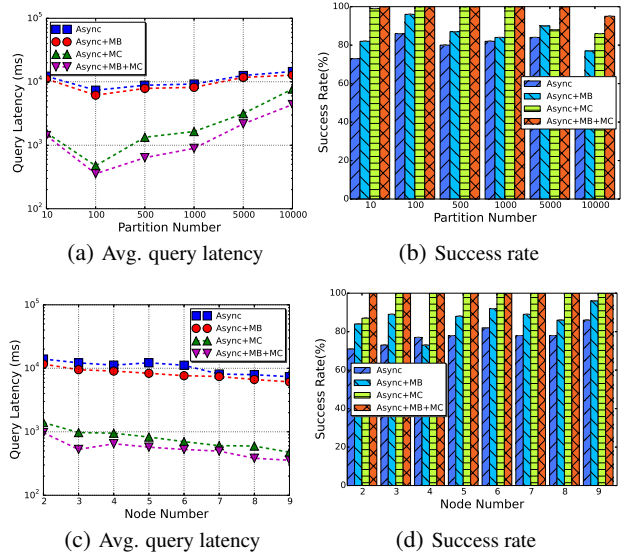 10^5
10^4
10^3
10^2
Query Latency (ms)
Async
Async+MB
Async+MC
Async+MB+MC
10 100 500 1000 5000 10000
Partition Number
(a) Avg. query latency
100
80
60
40
20
0
Success Rate(%)
Async
Async+MB
Async+MC
Async+MB+MC
10 100 500 1000 5000 10000
Partition Number
(b) Success rate
10^5
10^4
10^3
10^2
Query Latency (ms)
Async
Async+MB
Async+MC
Async+MB+MC
2 3 4 5 6 7 8 9
Node Number
(c) Avg. query latency
100
80
60
40
20
0
Success Rate(%)
Async
Async+MB
Async+MC
Async+MB+MC
2 3 4 5 6 7 8 9
Node Number
(d) Success rate